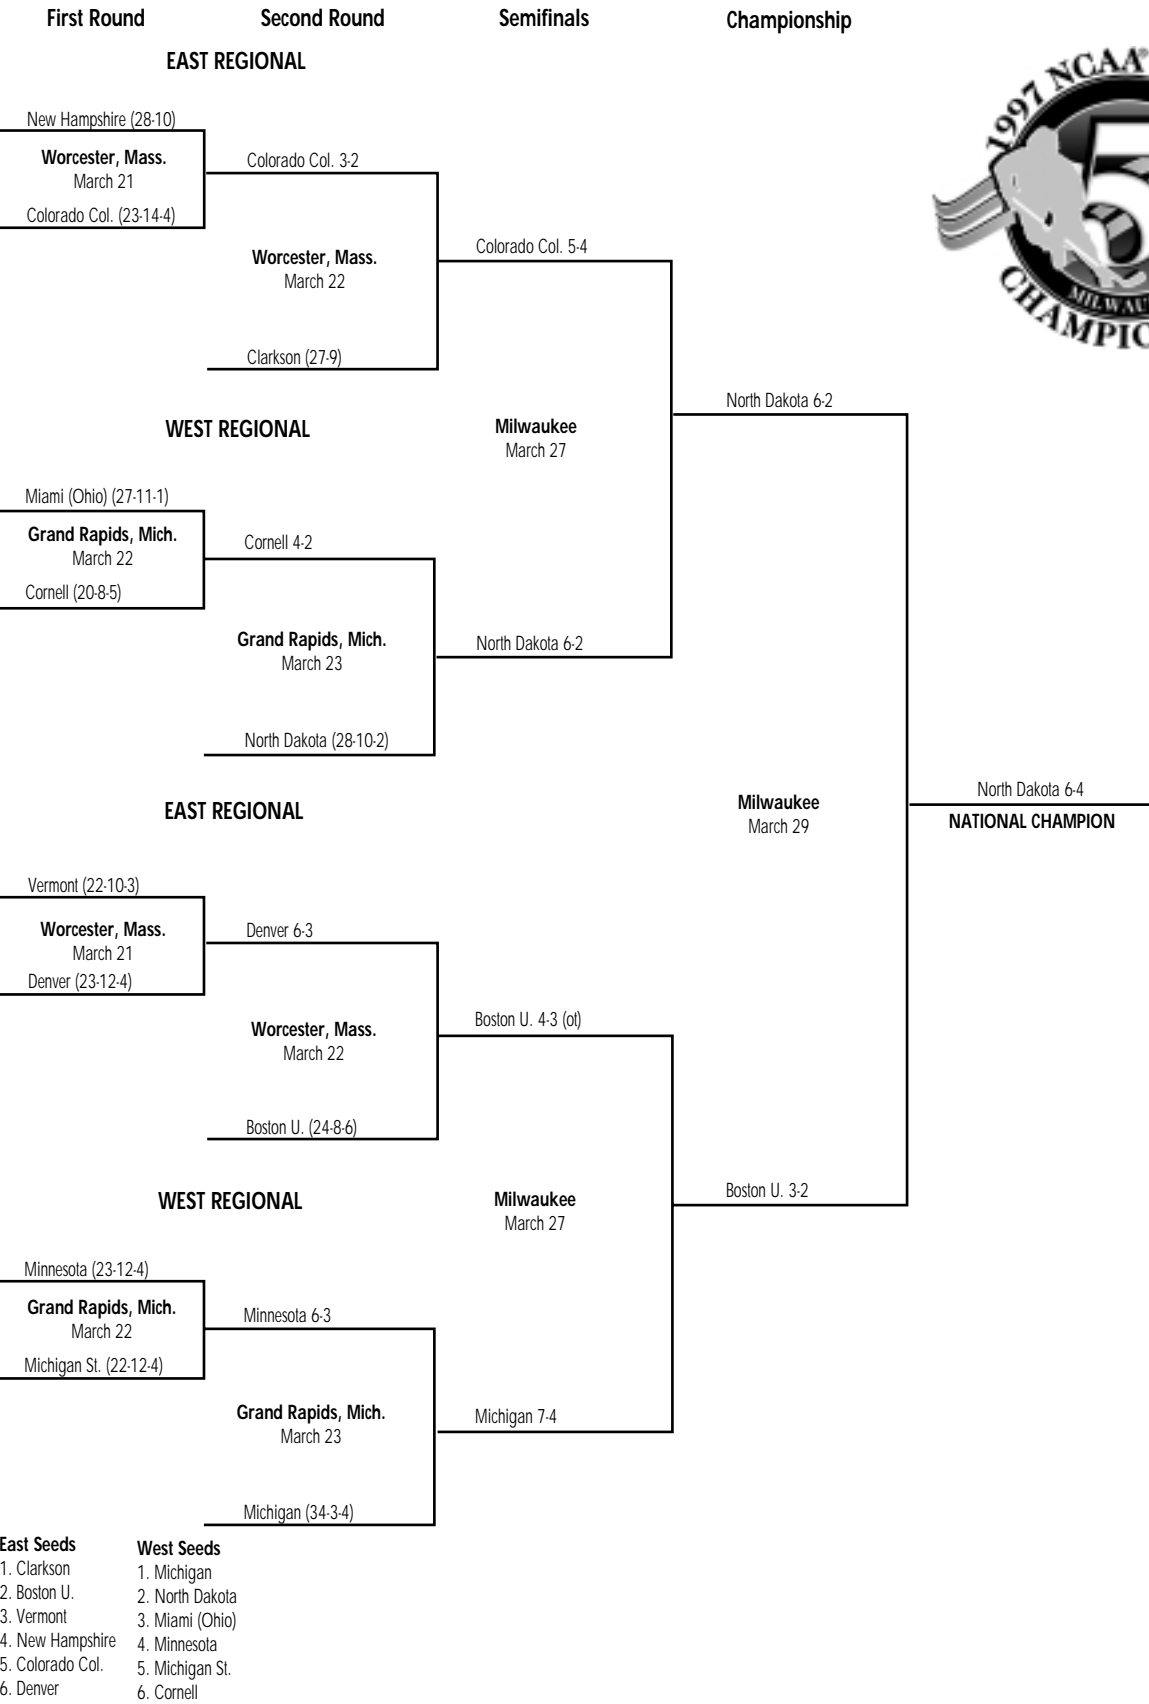 First Round Second Round Semifinals Championship
EAST REGIONAL
1997 NCAA®
New Hampshire (28-10)
Worcester, Mass.
March 21
Colorado Col. (23-14-4)
Colorado Col. 3-2
Worcester, Mass.
March 22
Clarkson (27-9)
Colorado Col. 5-4
WEST REGIONAL
Milwaukee
March 27
North Dakota 6-2
Miami (Ohio) (27-11-1)
Grand Rapids, Mich.
March 22
Cornell (20-8-5)
Cornell 4-2
Grand Rapids, Mich.
March 23
North Dakota (28-10-2)
North Dakota 6-2
EAST REGIONAL
Milwaukee
March 29
North Dakota 6-4
NATIONAL CHAMPION
Vermont (22-10-3)
Worcester, Mass.
March 21
Denver (23-12-4)
Denver 6-3
Worcester, Mass.
March 22
Boston U. (24-8-6)
Boston U. 4-3 (ot)
WEST REGIONAL
Milwaukee
March 27
Boston U. 3-2
Minnesota (23-12-4)
Grand Rapids, Mich.
March 22
Michigan St. (22-12-4)
Minnesota 6-3
Grand Rapids, Mich.
March 23
Michigan (34-3-4)
Michigan 7-4
East Seeds
1. Clarkson
2. Boston U.
3. Vermont
4. New Hampshire
5. Colorado Col.
6. Denver
West Seeds
1. Michigan
2. North Dakota
3. Miami (Ohio)
4. Minnesota
5. Michigan St.
6. Cornell